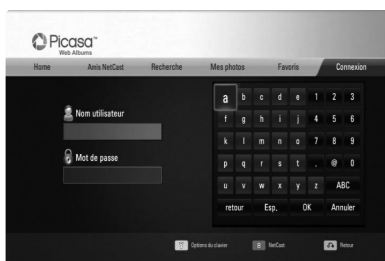 Picasa™
Web Albums
Home Amis NetCast Recherche Mes photos Favoris Connexion
Nom utilisateur
Mot de passe
a b c d e 1 2 3
f g h i j 4 5 6
k l m n o 7 8 9
p q r s t . @ 0
u v w x y z ABC
retour Esp. OK Annuler
Options du clavier NetCast Retour